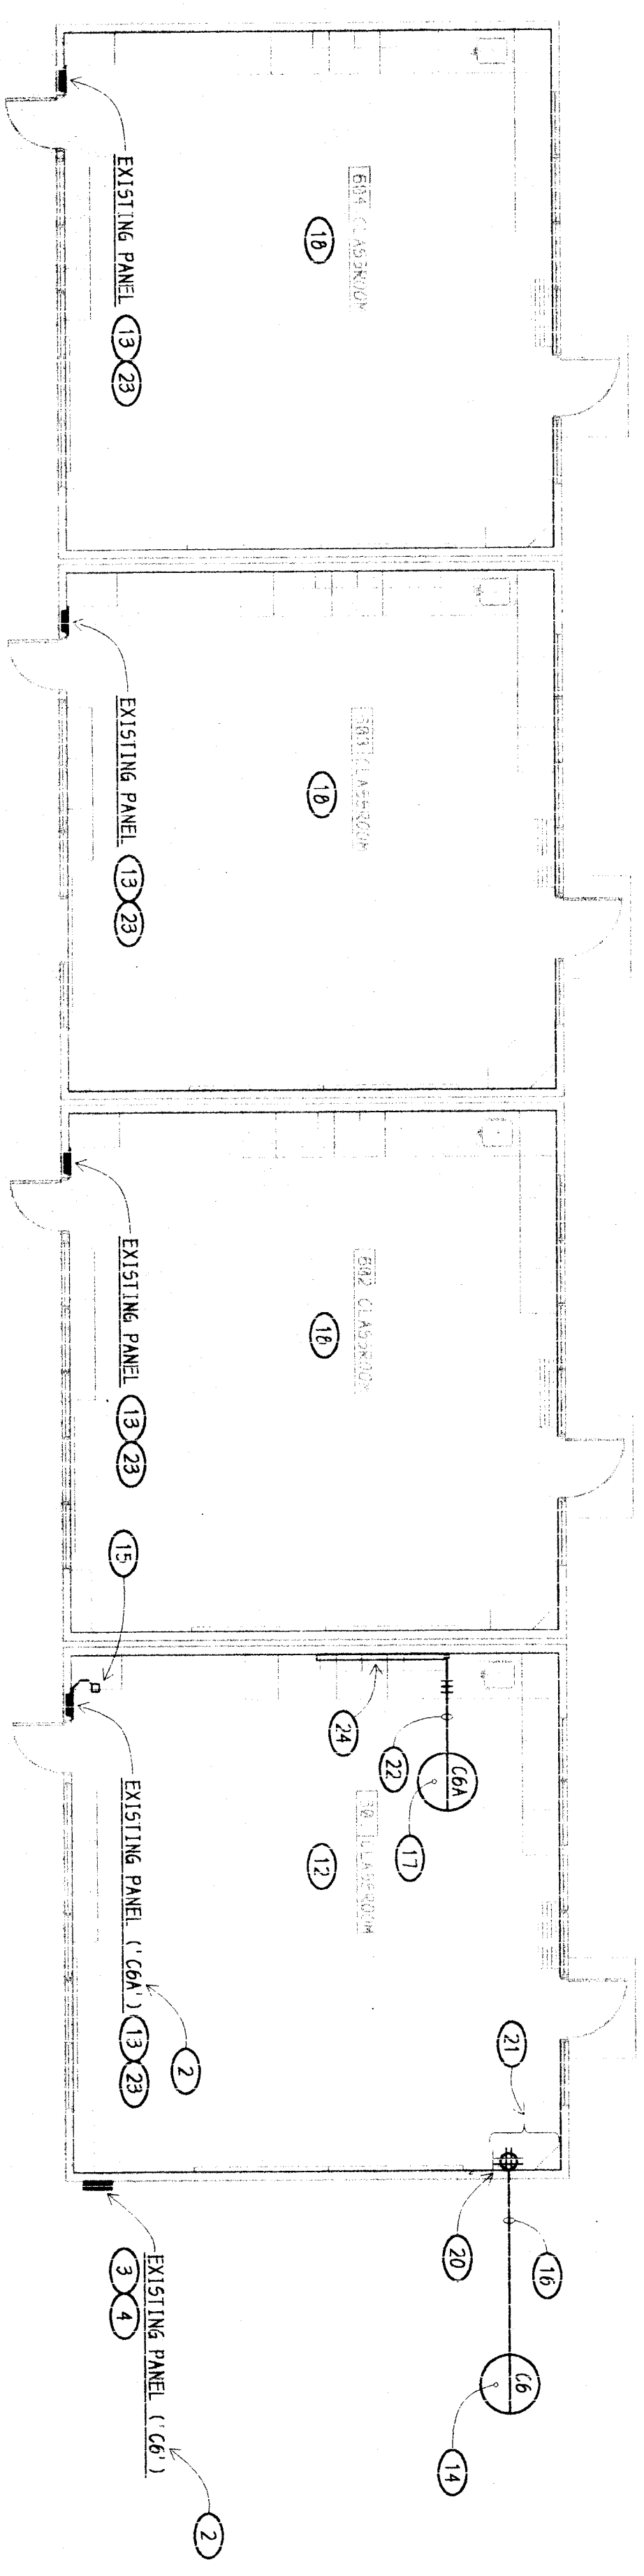 604 CLASSROOM
18
EXISTING PANEL 13 23
603 CLASSROOM
18
EXISTING PANEL 13 23
602 CLASSROOM
18
EXISTING PANEL 13 23
15
24
22
C6A
17
CLASSROOM
12
EXISTING PANEL ('C6A') 13 23
2
21
20
16
C6
14
EXISTING PANEL ('C6')
3 4
2